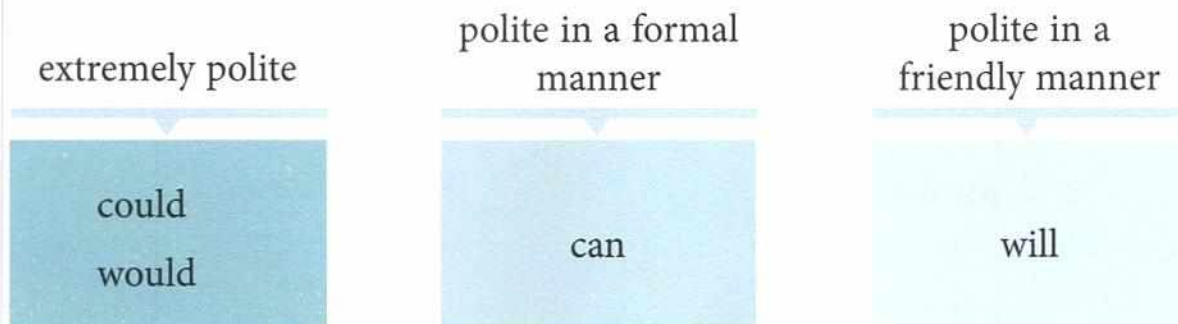 extremely polite
could
would
polite in a formal
manner
can
polite in a
friendly manner
will